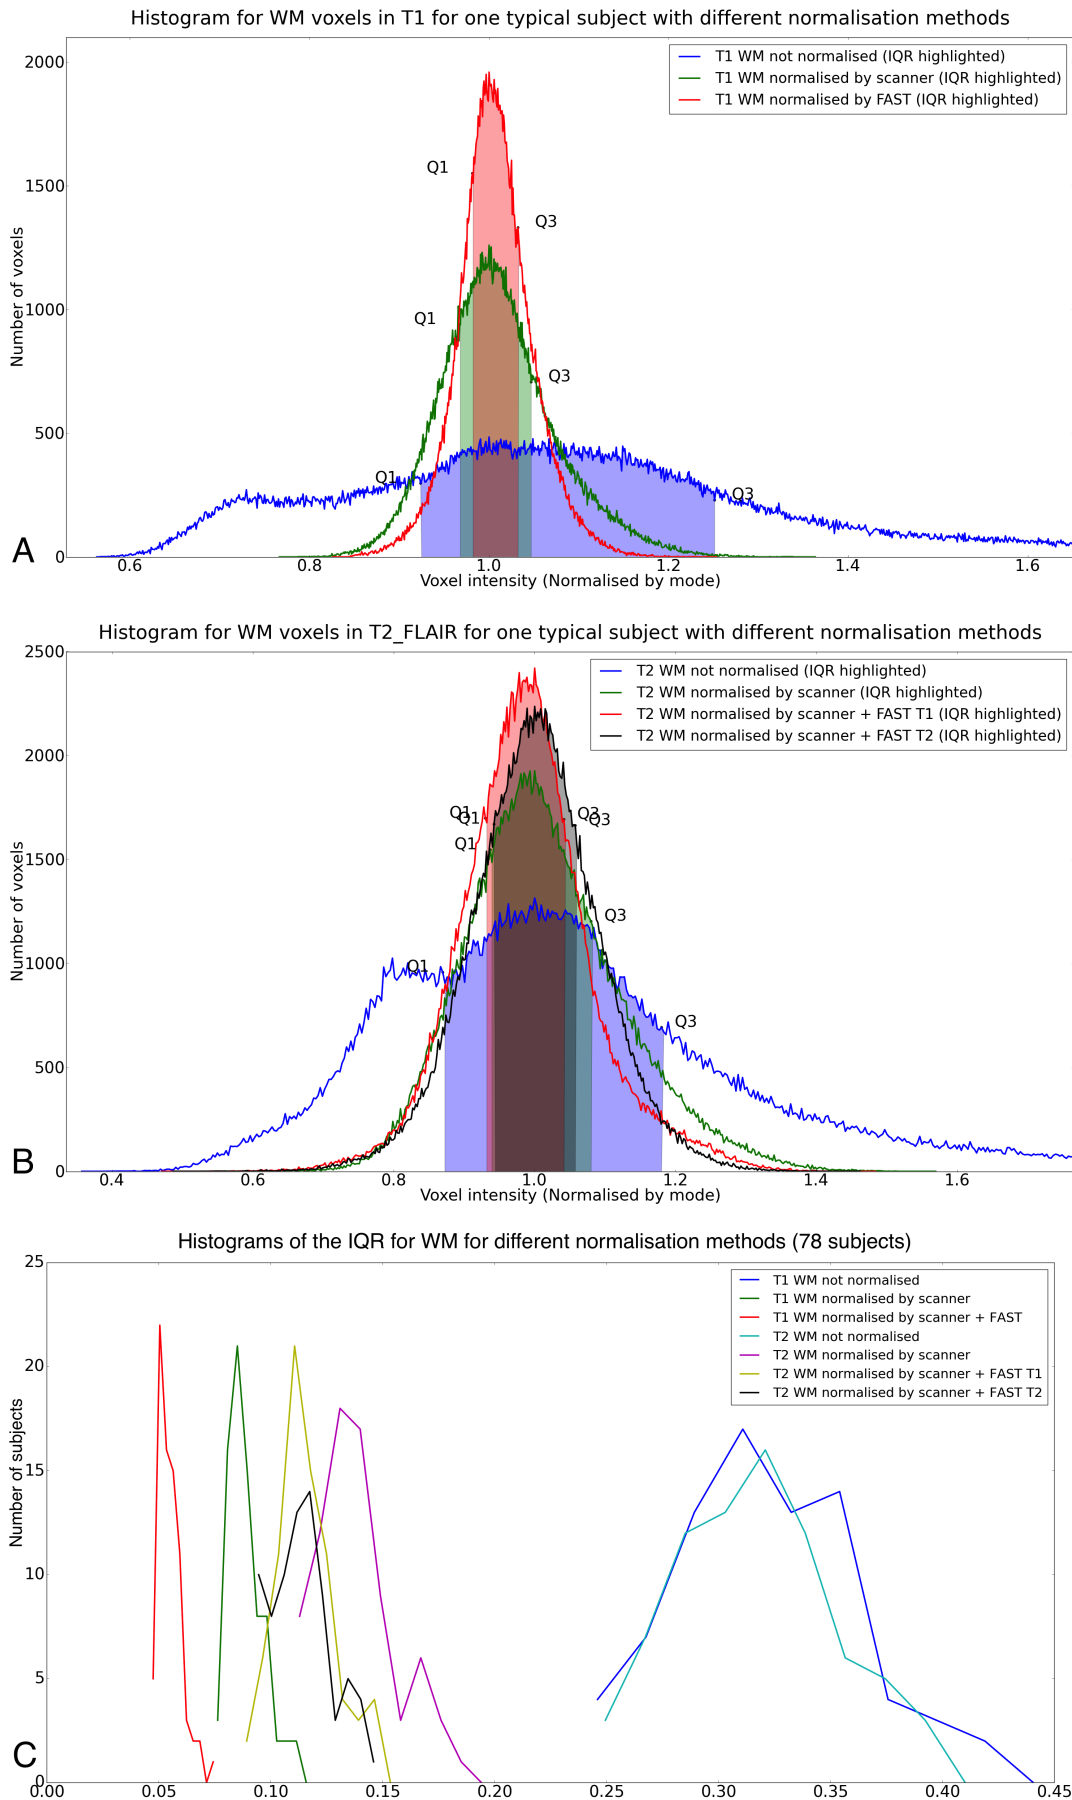 Histogram for WM voxels in T1 for one typical subject with different normalisation methods
T1 WM not normalised (IQR highlighted)
T1 WM normalised by scanner (IQR highlighted)
T1 WM normalised by FAST (IQR highlighted)
2000
1500
1000
500
0
Number of voxels
Q1
Q3
Q1
Q3
Q1
Q3
A
0.6 0.8 1.0 1.2 1.4 1.6
Voxel intensity (Normalised by mode)
Histogram for WM voxels in T2_FLAIR for one typical subject with different normalisation methods
T2 WM not normalised (IQR highlighted)
T2 WM normalised by scanner (IQR highlighted)
T2 WM normalised by scanner + FAST T1 (IQR highlighted)
T2 WM normalised by scanner + FAST T2 (IQR highlighted)
2500
2000
1500
1000
500
0
Number of voxels
Q1 Q3
Q1 Q3
Q1
Q3
Q1
Q3
B
0.4 0.6 0.8 1.0 1.2 1.4 1.6
Voxel intensity (Normalised by mode)
Histograms of the IQR for WM for different normalisation methods (78 subjects)
T1 WM not normalised
T1 WM normalised by scanner
T1 WM normalised by scanner + FAST
T2 WM not normalised
T2 WM normalised by scanner
T2 WM normalised by scanner + FAST T1
T2 WM normalised by scanner + FAST T2
25
20
15
10
5
0
Number of subjects
C
0.00 0.05 0.10 0.15 0.20 0.25 0.30 0.35 0.40 0.45